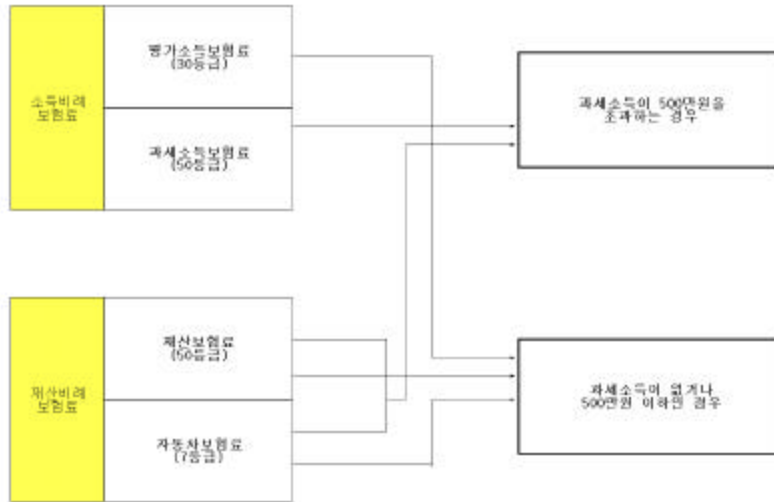 소득비례
보험료
평가소득보험료
(30등급)
과세소득보험료
(50등급)
과세소득이 500만원을
초과하는 경우
재산비례
보험료
재산보험료
(50등급)
자동차보험료
(7등급)
과세소득이 없거나
500만원 이하인 경우